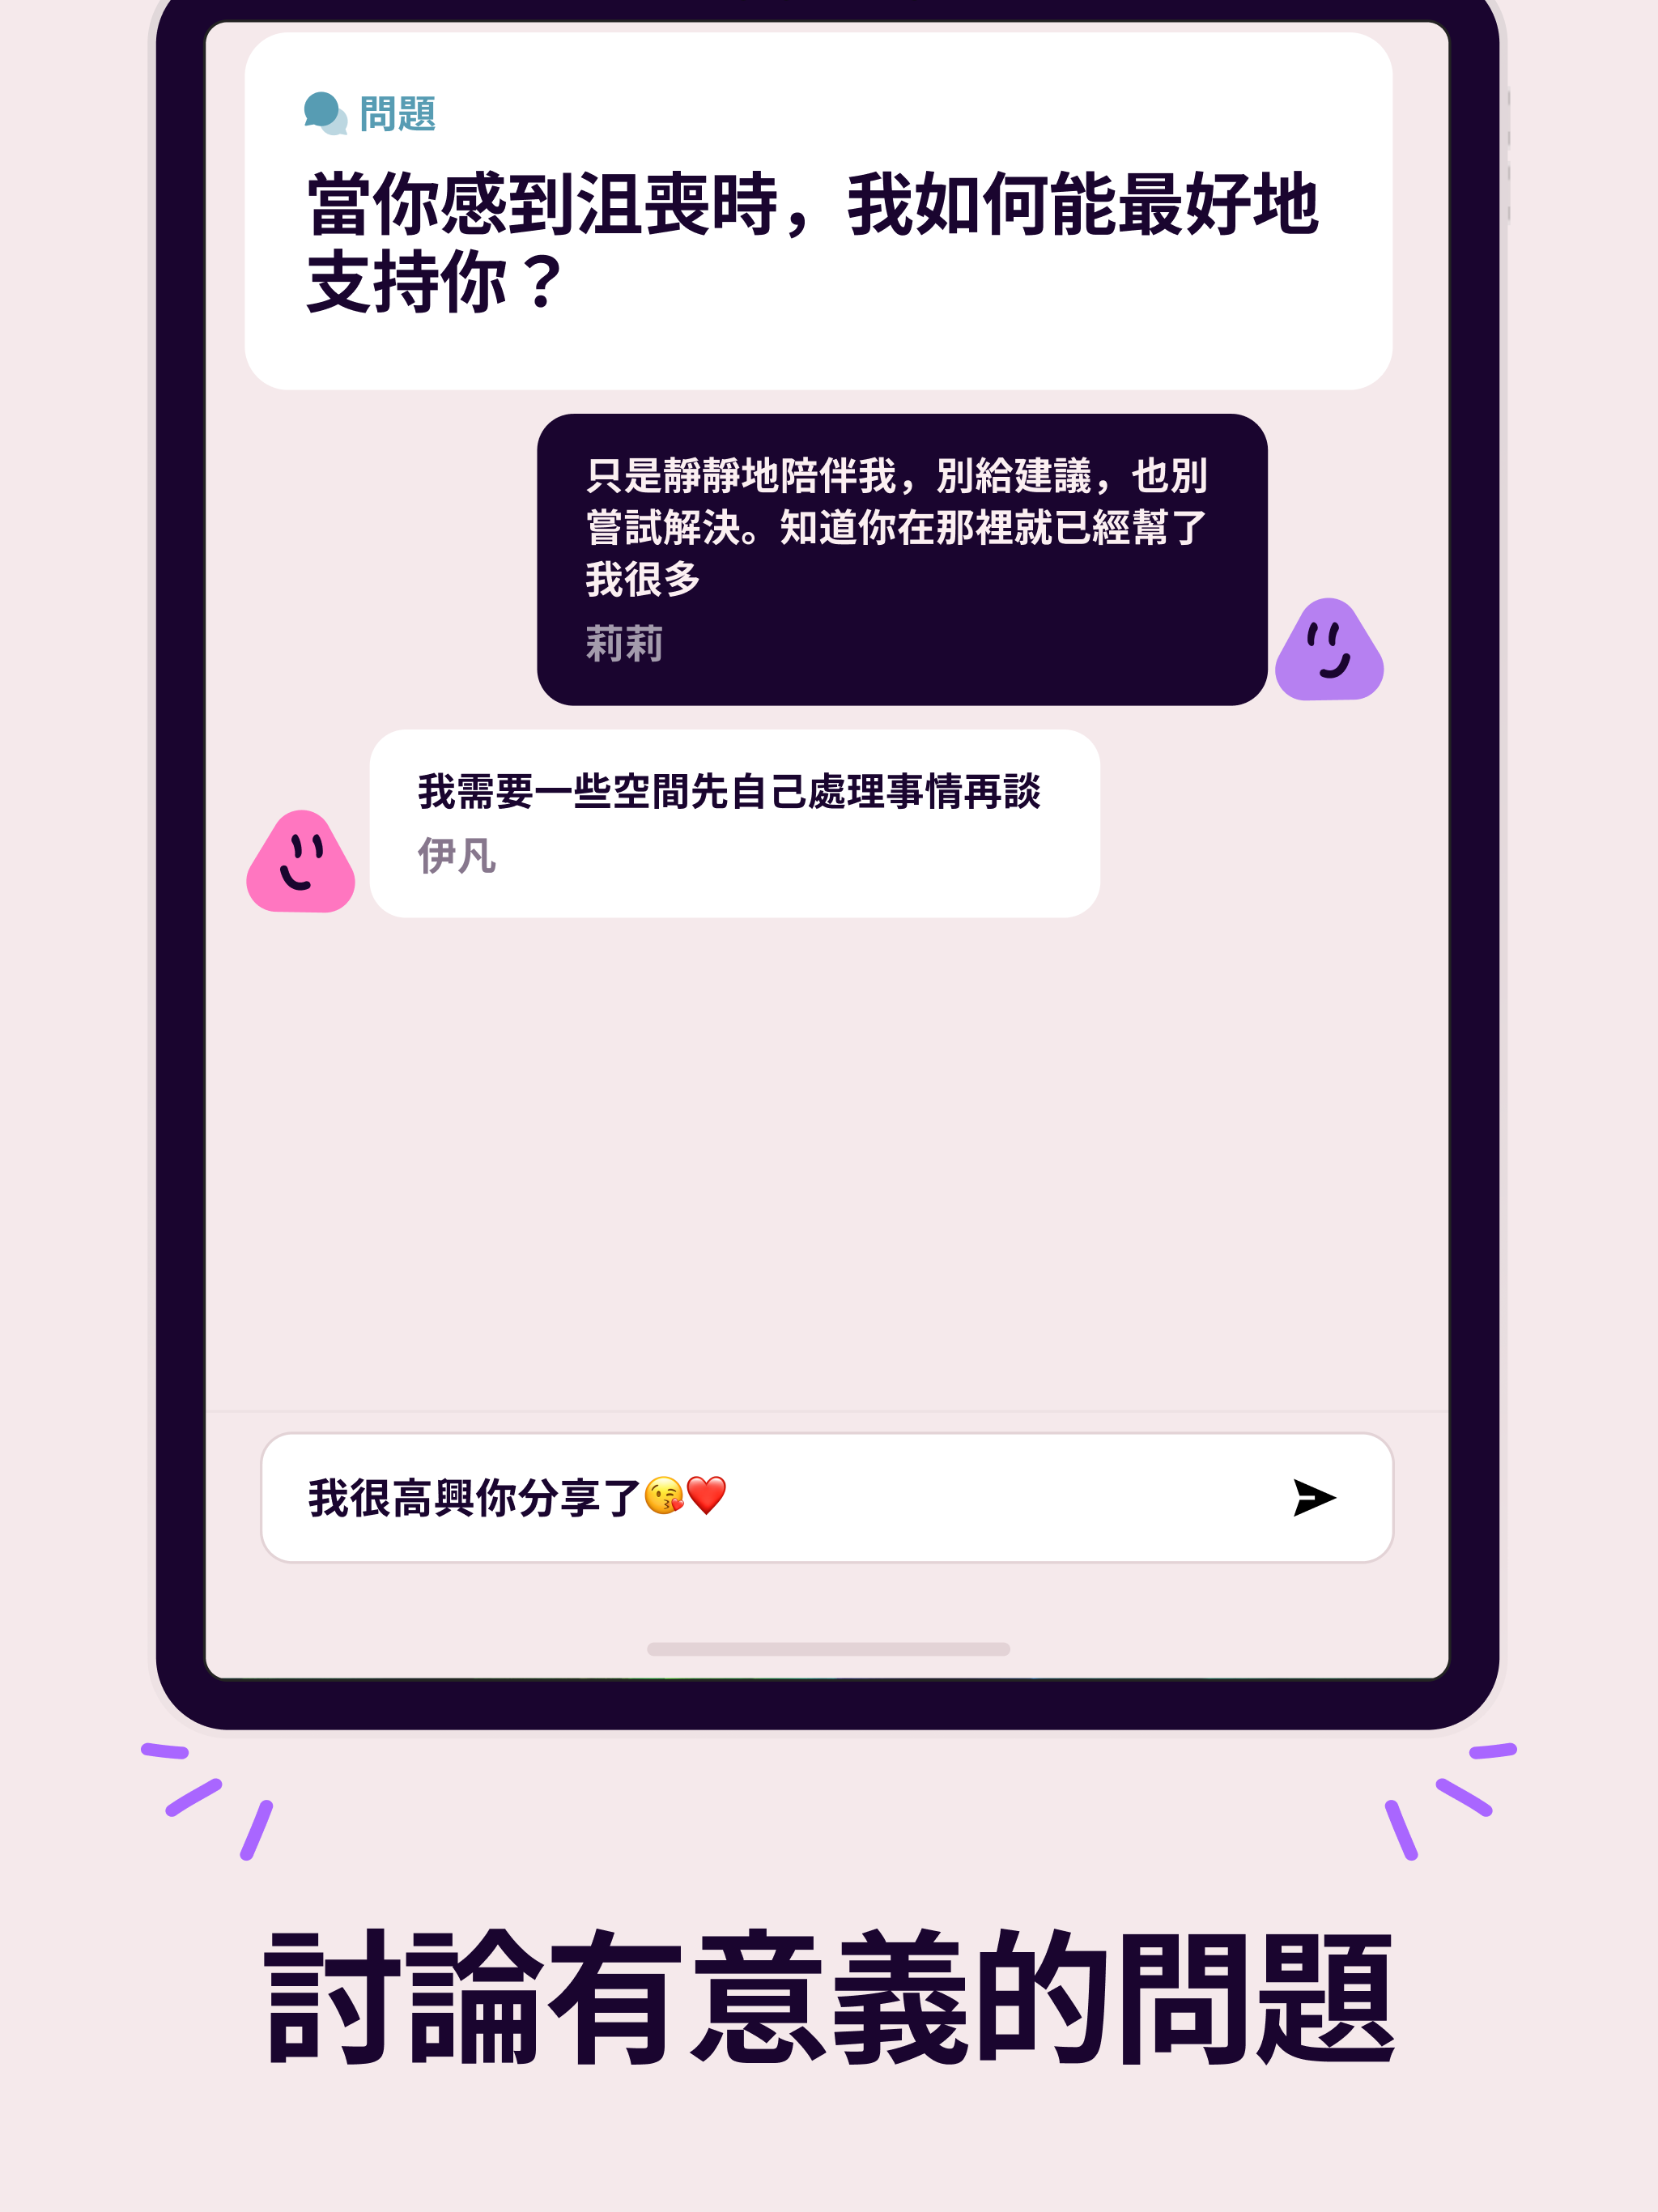 問題
當你感到沮喪時，我如何能最好地
支持你？
只是靜靜地陪伴我，別給建議，也別
嘗試解決。知道你在那裡就已經幫了
我很多
莉莉
我需要一些空間先自己處理事情再談
伊凡
我很高興你分享了😘❤️
討論有意義的問題